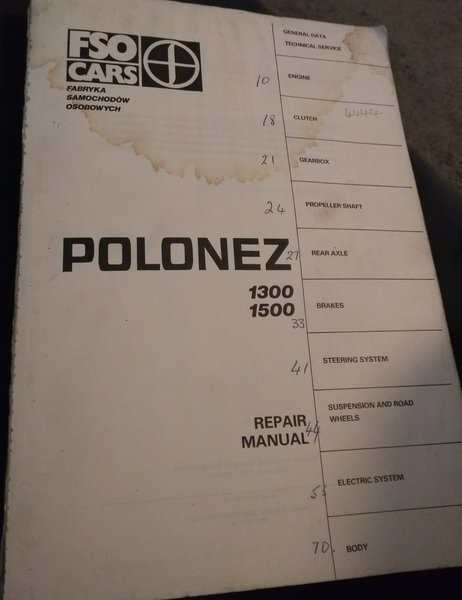 FSO
CARS
FABRYKA
SAMOCHODÓW
OSOBOWYCH
POLONEZ
1300
1500
REPAIR
MANUAL
GENERAL DATA
TECHNICAL SERVICE
10 ENGINE
18 CLUTCH
21 GEARBOX
24 PROPELLER SHAFT
27 REAR AXLE
33 BRAKES
41 STEERING SYSTEM
44 SUSPENSION AND ROAD
WHEELS
55 ELECTRIC SYSTEM
70 BODY